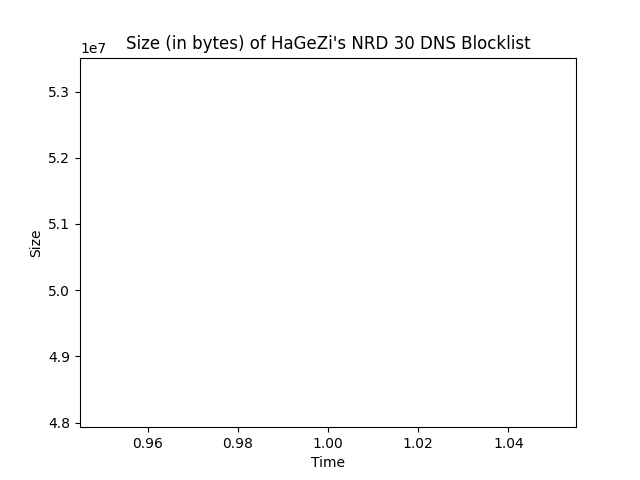 Size (in bytes) of HaGeZi's NRD 30 DNS Blocklist
1e7
5.3
5.2
5.1
5.0
4.9
4.8
Size
0.96 0.98 1.00 1.02 1.04
Time